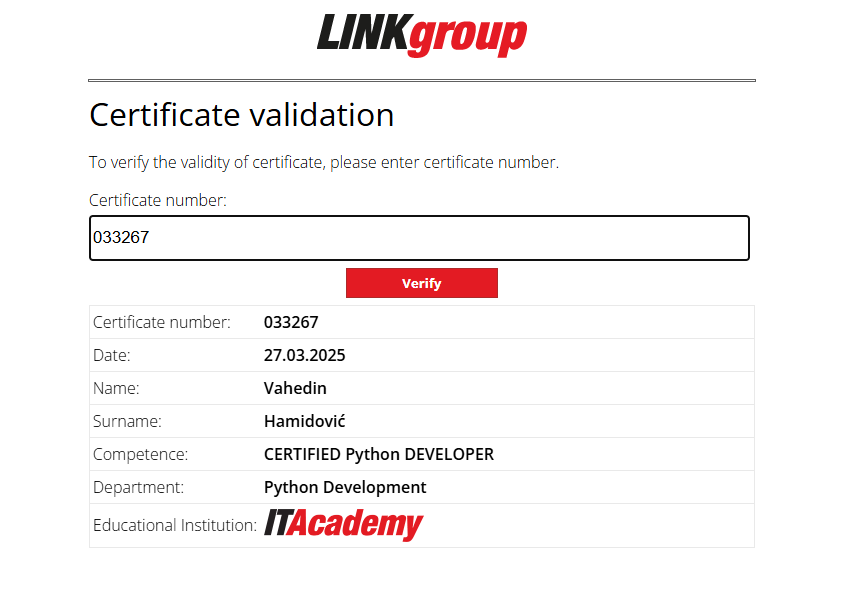 LINKgroup
Certificate validation
To verify the validity of certificate, please enter certificate number.
Certificate number:
033267
Verify
Certificate number: 033267
Date: 27.03.2025
Name: Vahedin
Surname: Hamidović
Competence: CERTIFIED Python DEVELOPER
Department: Python Development
Educational Institution: ITAcademy